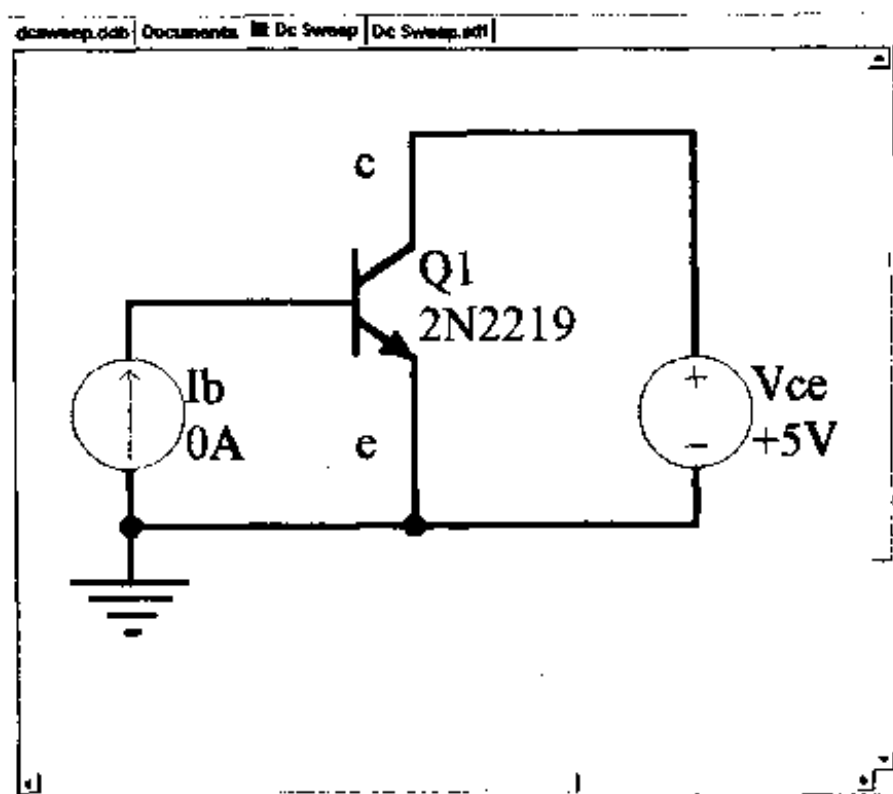 dcsweep.ddb Documents Dc Sweep Dc Sweep.sdf
c
Q1
2N2219
Ib
0A
e
Vce
+5V
+
-